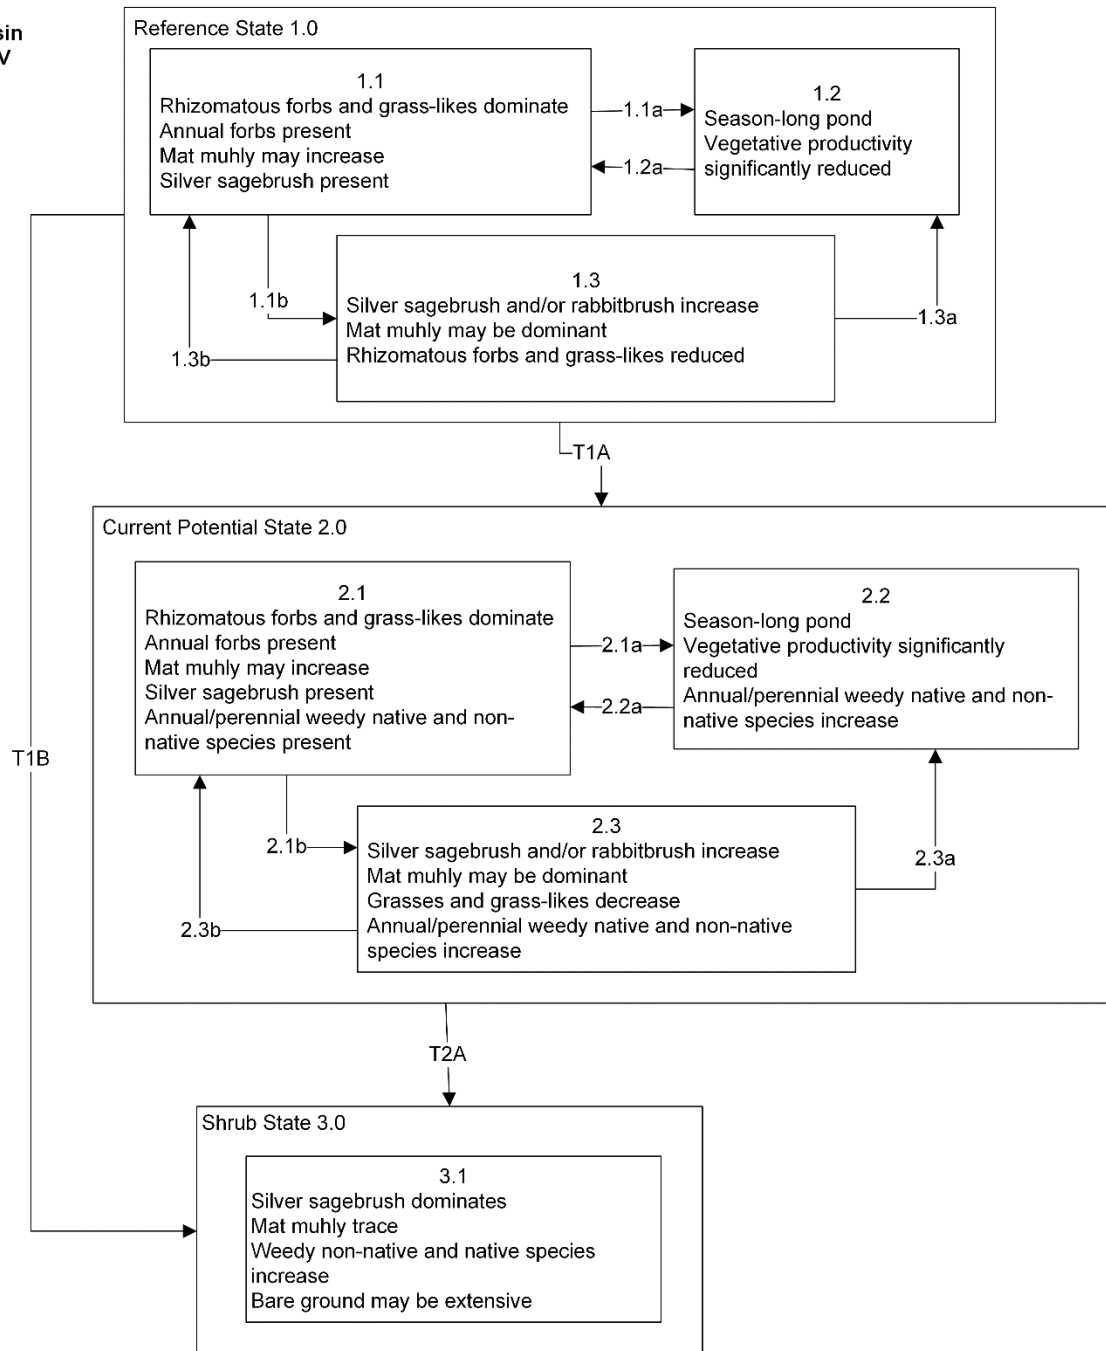 sin
V
Reference State 1.0
1.1
Rhizomatous forbs and grass-likes dominate
Annual forbs present
Mat muhly may increase
Silver sagebrush present
1.1a
1.2a
1.2
Season-long pond
Vegetative productivity
significantly reduced
1.1b
1.3
Silver sagebrush and/or rabbitbrush increase
Mat muhly may be dominant
Rhizomatous forbs and grass-likes reduced
1.3a
1.3b
T1A
Current Potential State 2.0
2.1
Rhizomatous forbs and grass-likes dominate
Annual forbs present
Mat muhly may increase
Silver sagebrush present
Annual/perennial weedy native and non-
native species present
2.1a
2.2a
2.2
Season-long pond
Vegetative productivity significantly
reduced
Annual/perennial weedy native and non-
native species increase
T1B
2.1b
2.3
Silver sagebrush and/or rabbitbrush increase
Mat muhly may be dominant
Grasses and grass-likes decrease
Annual/perennial weedy native and non-native
species increase
2.3a
2.3b
T2A
Shrub State 3.0
3.1
Silver sagebrush dominates
Mat muhly trace
Weedy non-native and native species
increase
Bare ground may be extensive